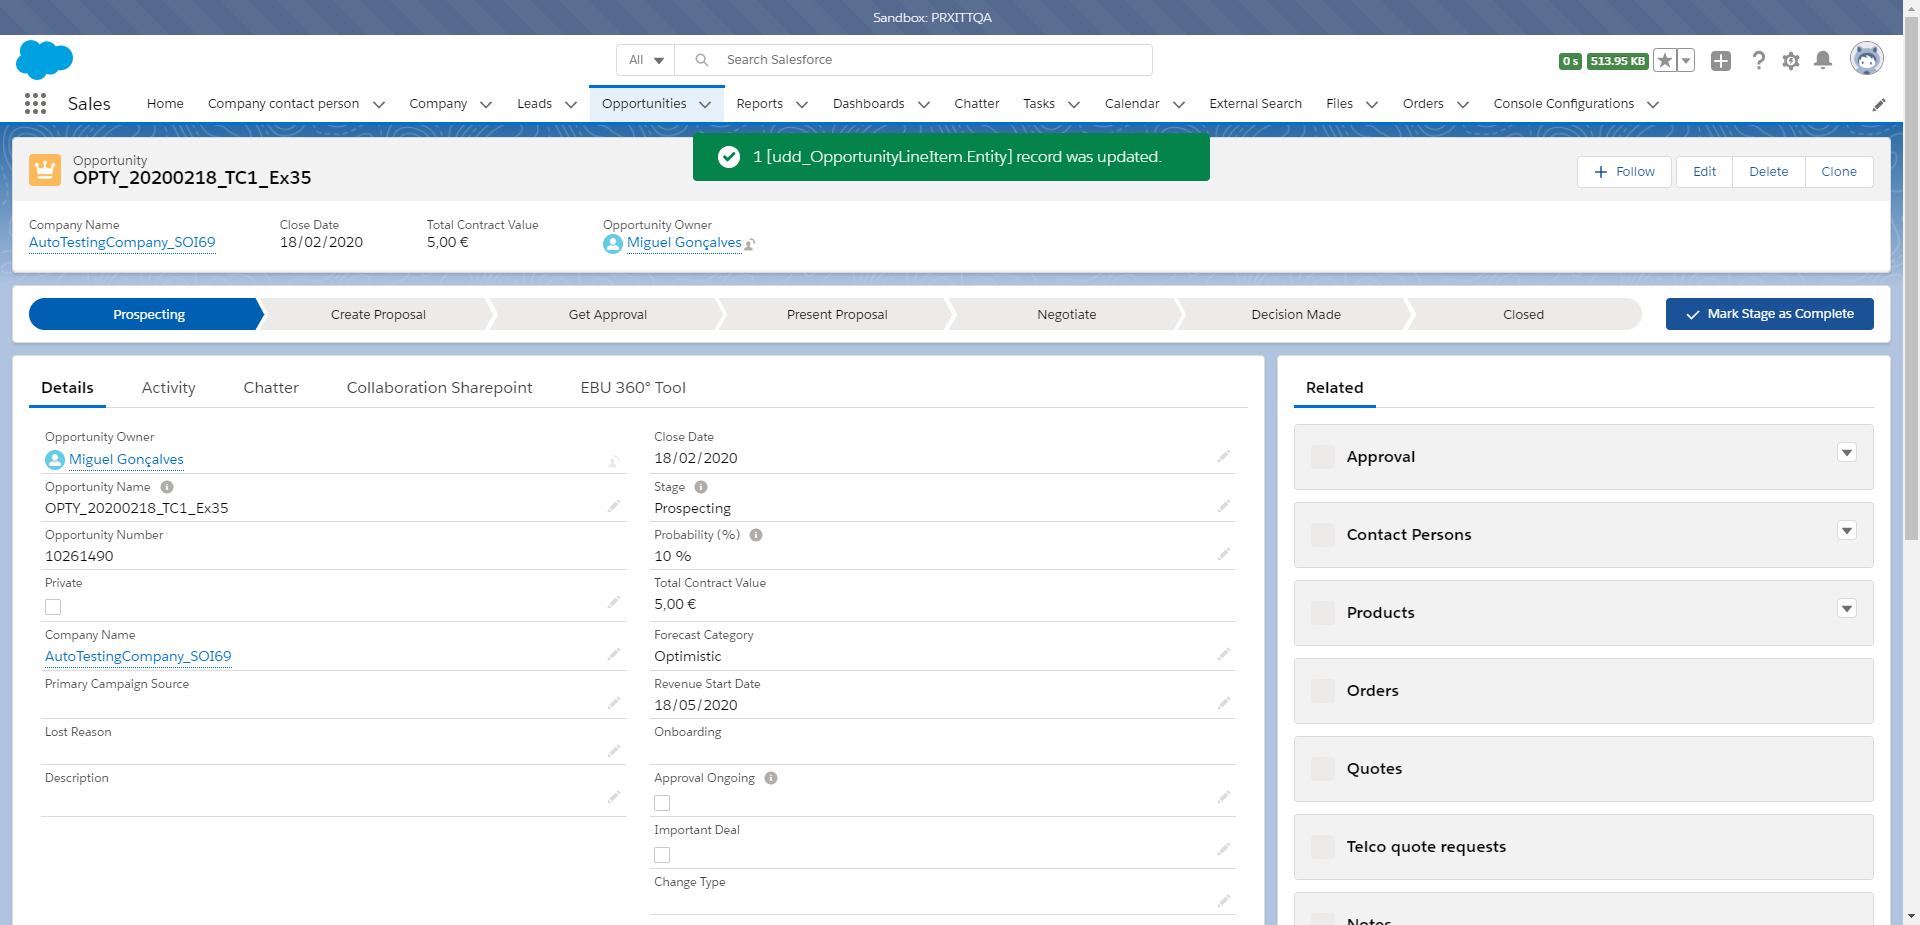 Sandbox: PRXITTQA
All
Search Salesforce
0 s 513.95 KB
Sales Home Company contact person Company Leads Opportunities Reports Dashboards Chatter Tasks Calendar External Search Files Orders Console Configurations
1 [udd_OpportunityLineItem.Entity] record was updated.
Opportunity
OPTY_20200218_TC1_Ex35
Follow Edit Delete Clone
Company Name Close Date Total Contract Value Opportunity Owner
AutoTestingCompany_SOI69 18/02/2020 5,00 € Miguel Gonçalves
Prospecting Create Proposal Get Approval Present Proposal Negotiate Decision Made Closed Mark Stage as Complete
Details Activity Chatter Collaboration Sharepoint EBU 360° Tool
Opportunity Owner
Miguel Gonçalves
Opportunity Name
OPTY_20200218_TC1_Ex35
Opportunity Number
10261490
Private
Company Name
AutoTestingCompany_SOI69
Primary Campaign Source
Lost Reason
Description
Close Date
18/02/2020
Stage
Prospecting
Probability (%)
10 %
Total Contract Value
5,00 €
Forecast Category
Optimistic
Revenue Start Date
18/05/2020
Onboarding
Approval Ongoing
Important Deal
Change Type
Related
Approval
Contact Persons
Products
Orders
Quotes
Telco quote requests
Notes